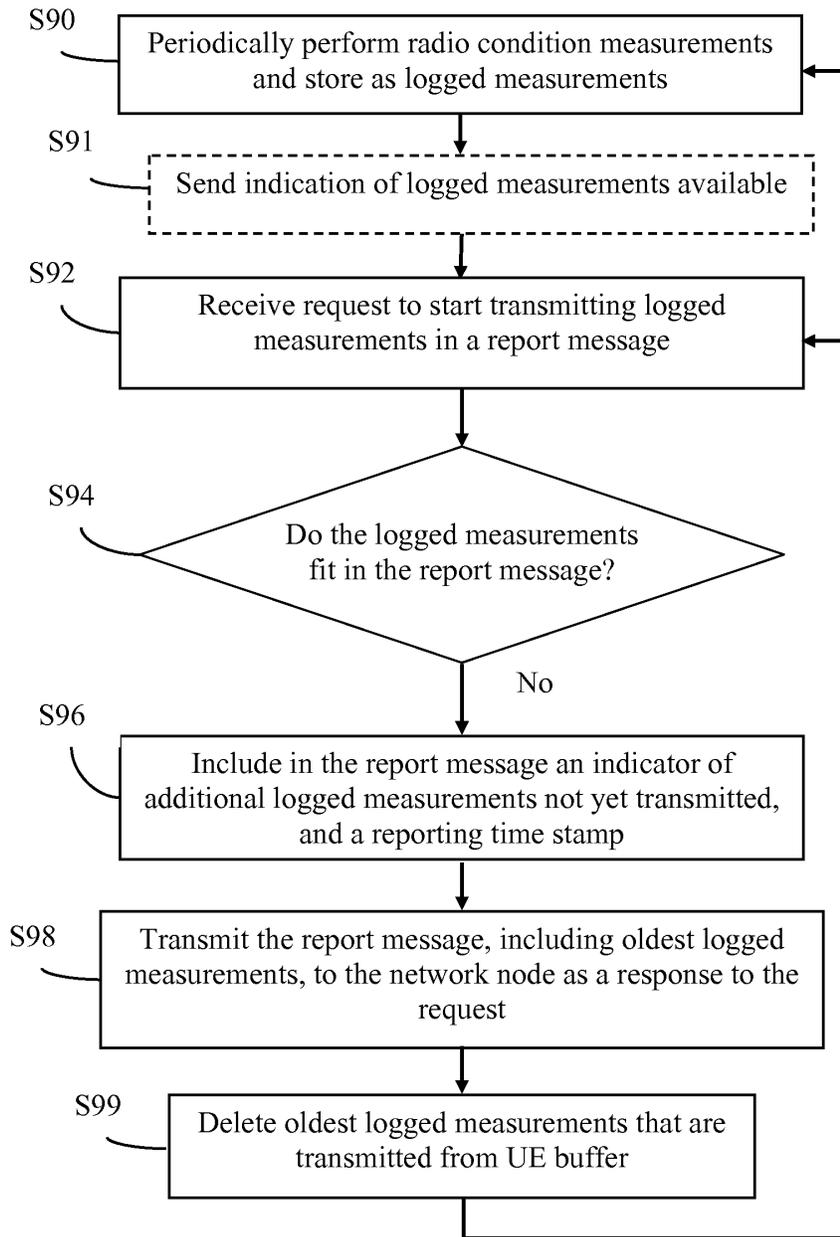 S90
Periodically perform radio condition measurements
and store as logged measurements
S91
Send indication of logged measurements available
S92
Receive request to start transmitting logged
measurements in a report message
S94
Do the logged measurements
fit in the report message?
No
S96
Include in the report message an indicator of
additional logged measurements not yet transmitted,
and a reporting time stamp
S98
Transmit the report message, including oldest logged
measurements, to the network node as a response to the
request
S99
Delete oldest logged measurements that are
transmitted from UE buffer